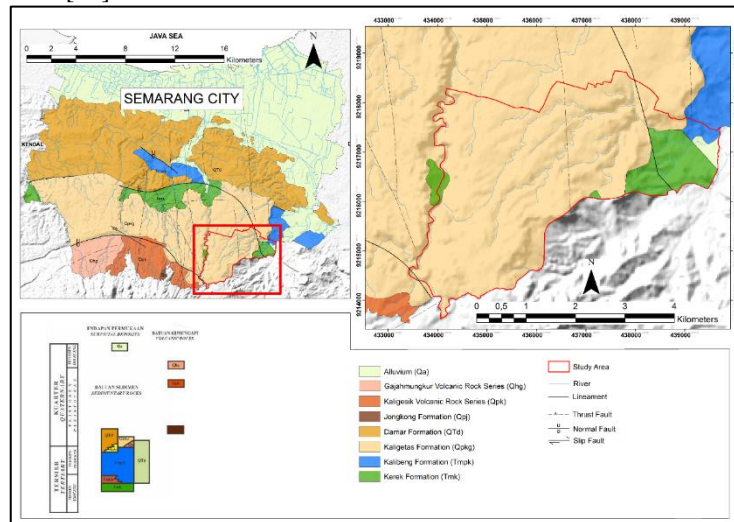 JAVA SEA
0 2 4 8 12 16
Kilometers
N
SEMARANG CITY
KENDAL
QTd
433000 434000 435000 436000 437000 438000 439000
9219000
9218000
9217000
9216000
9215000
9214000
N
0 0,5 1 2 3 4
Kilometers
ENDAPAN PERMUKAAN
SURFICIAL DEPOSITS
BATUAN GUNUNGAPI
VOLCANIC ROCKS
BATUAN SEDIMEN
SEDIMENTARY ROCKS
KUARTER
QUATERNARY
TERSIER
TERTIARY
Alluvium (Qa)
Gajahmungkur Volcanic Rock Series (Qhg)
Kaligesik Volcanic Rock Series (Qpk)
Jongkong Formation (Qpj)
Damar Formation (QTd)
Kaligetas Formation (Qpkg)
Kalibeng Formation (Tmpk)
Kerek Formation (Tmk)
Study Area
River
Lineament
Thrust Fault
Normal Fault
Slip Fault